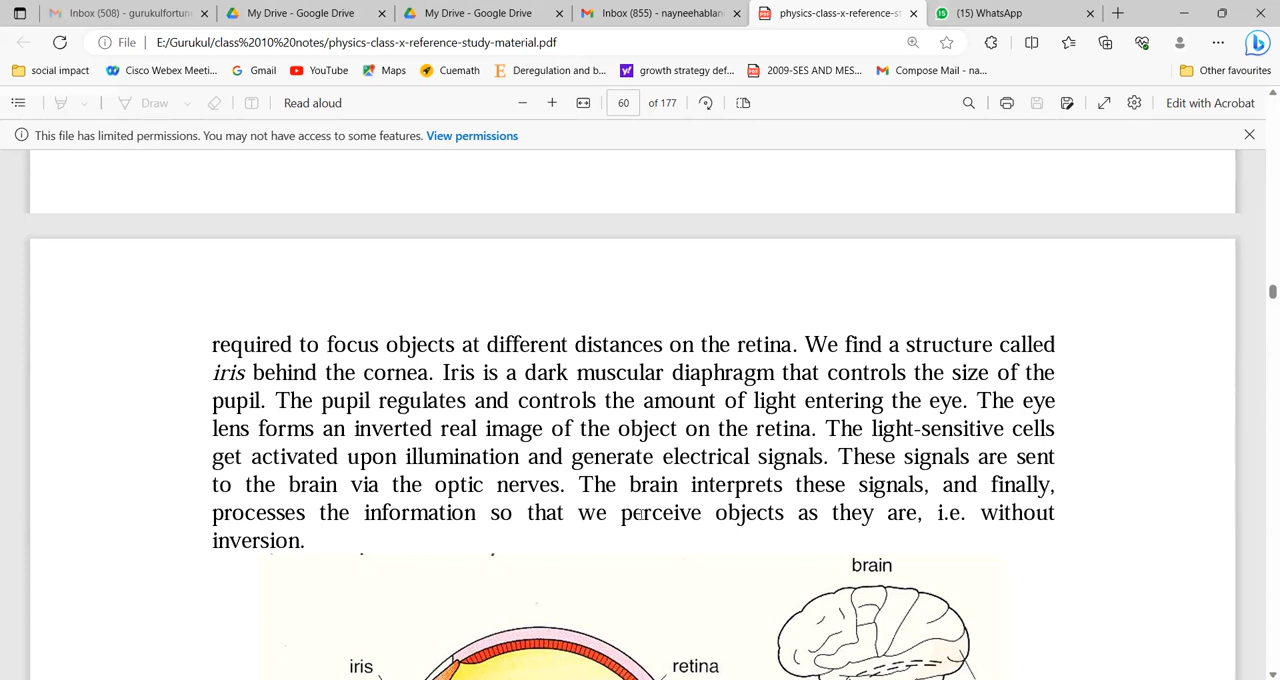 Inbox (508) - gurukulfortun
My Drive - Google Drive
My Drive - Google Drive
Inbox (855) - nayneehablan
physics-class-x-reference-st
(15) WhatsApp
File
E:/Gurukul/class%2010%20notes/physics-class-x-reference-study-material.pdf
social impact
Cisco Webex Meeti...
Gmail
YouTube
Maps
Cuemath
Deregulation and b...
growth strategy def...
2009-SES AND MES...
Compose Mail - na...
Other favourites
Draw
Read aloud
60 of 177
Edit with Acrobat
This file has limited permissions. You may not have access to some features. View permissions
required to focus objects at different distances on the retina. We find a structure called
iris behind the cornea. Iris is a dark muscular diaphragm that controls the size of the
pupil. The pupil regulates and controls the amount of light entering the eye. The eye
lens forms an inverted real image of the object on the retina. The light-sensitive cells
get activated upon illumination and generate electrical signals. These signals are sent
to the brain via the optic nerves. The brain interprets these signals, and finally,
processes the information so that we perceive objects as they are, i.e. without
inversion.
brain
iris
retina